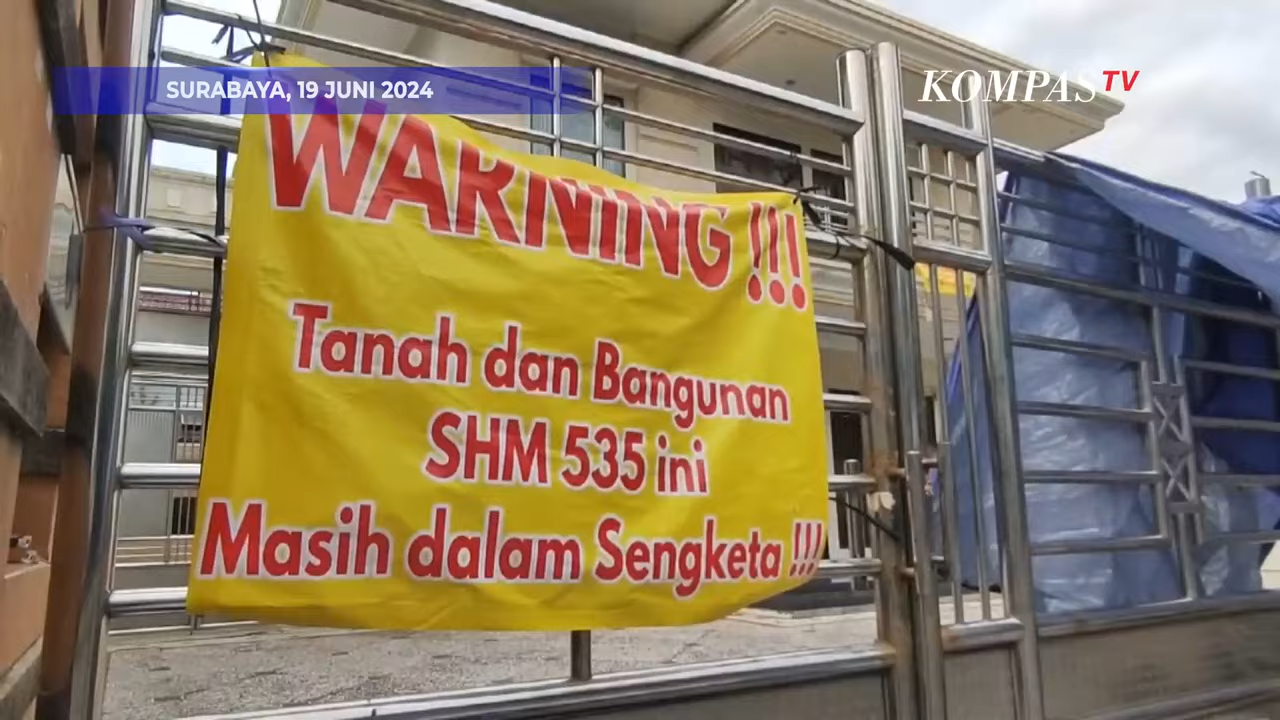 SURABAYA, 19 JUNI 2024
KOMPAS TV
WARNING !!!
Tanah dan Bangunan
SHM 535 ini
Masih dalam Sengketa !!!